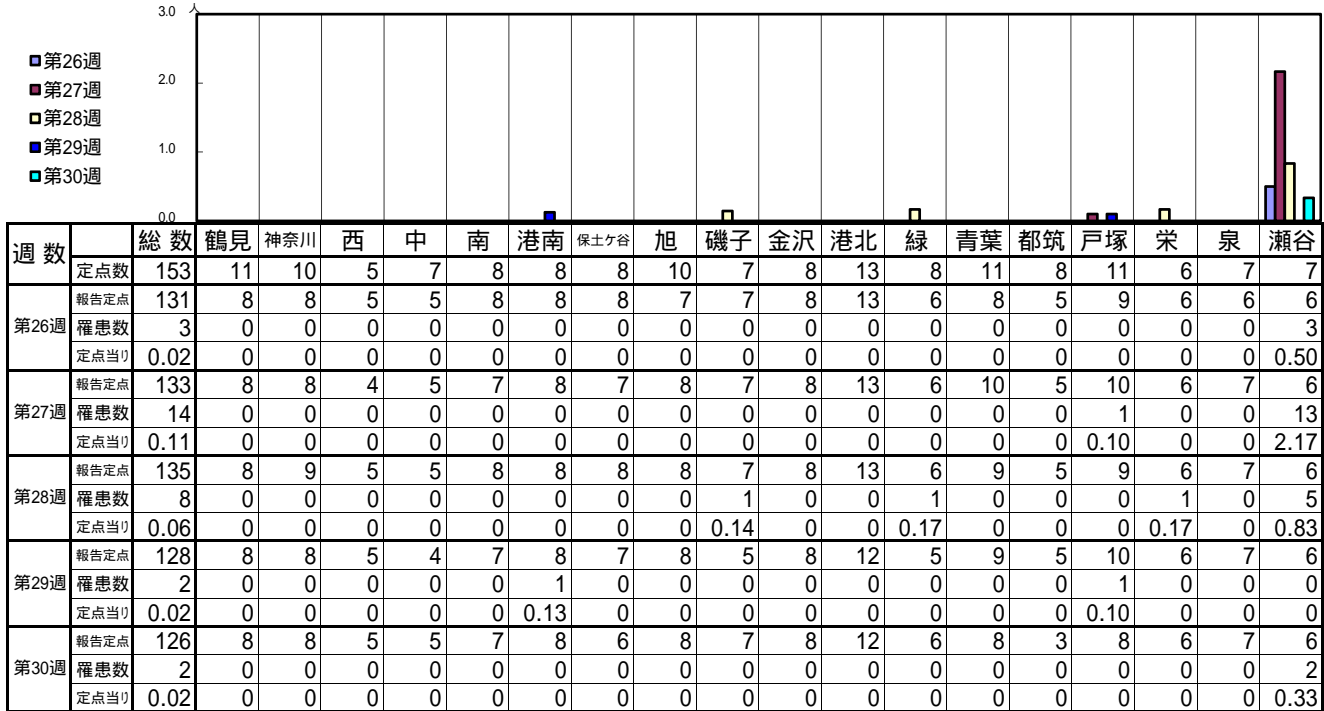 3.0 人
■第26週
■第27週
□第28週
■第29週
■第30週
2.0
1.0
0.0
週 数 総 数 鶴見 神奈川 西 中 南 港南 保土ケ谷 旭 磯子 金沢 港北 緑 青葉 都筑 戸塚 栄 泉 瀬谷
定点数 153 11 10 5 7 8 8 8 10 7 8 13 8 11 8 11 6 7 7
第26週 報告定点 131 8 8 5 5 8 8 8 7 7 8 13 6 8 5 9 6 6 6
罹患数 3 0 0 0 0 0 0 0 0 0 0 0 0 0 0 0 0 0 3
定点当り 0.02 0 0 0 0 0 0 0 0 0 0 0 0 0 0 0 0 0 0.50
第27週 報告定点 133 8 8 4 5 7 8 7 8 7 8 13 6 10 5 10 6 7 6
罹患数 14 0 0 0 0 0 0 0 0 0 0 0 0 0 0 1 0 0 13
定点当り 0.11 0 0 0 0 0 0 0 0 0 0 0 0 0 0 0.10 0 0 2.17
第28週 報告定点 135 8 9 5 5 8 8 8 8 7 8 13 6 9 5 9 6 7 6
罹患数 8 0 0 0 0 0 0 0 0 1 0 0 1 0 0 0 1 0 5
定点当り 0.06 0 0 0 0 0 0 0 0 0.14 0 0 0.17 0 0 0 0.17 0 0.83
第29週 報告定点 128 8 8 5 4 7 8 7 8 5 8 12 5 9 5 10 6 7 6
罹患数 2 0 0 0 0 0 1 0 0 0 0 0 0 0 0 1 0 0 0
定点当り 0.02 0 0 0 0 0 0.13 0 0 0 0 0 0 0 0 0.10 0 0 0
第30週 報告定点 126 8 8 5 5 7 8 6 8 7 8 12 6 8 3 8 6 7 6
罹患数 2 0 0 0 0 0 0 0 0 0 0 0 0 0 0 0 0 0 2
定点当り 0.02 0 0 0 0 0 0 0 0 0 0 0 0 0 0 0 0 0 0.33